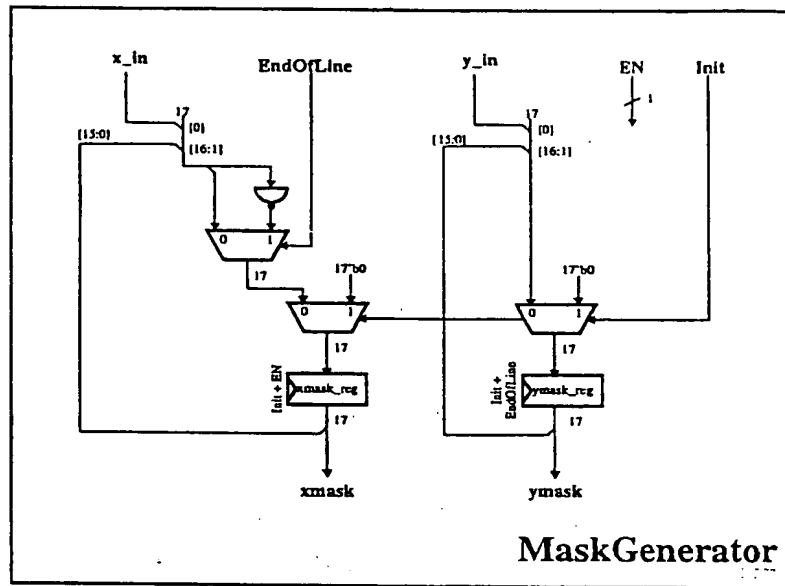 x_in
EndOfLine
y_in
EN
Init
1
17
[0]
[15:0]
[16:1]
17
[0]
[15:0]
[16:1]
0 1
17
17'b0
17'b0
0 1
0 1
17
17
Init + EN
xmask_reg
Init +
EndOfLine
ymask_reg
17
17
xmask
ymask
MaskGenerator